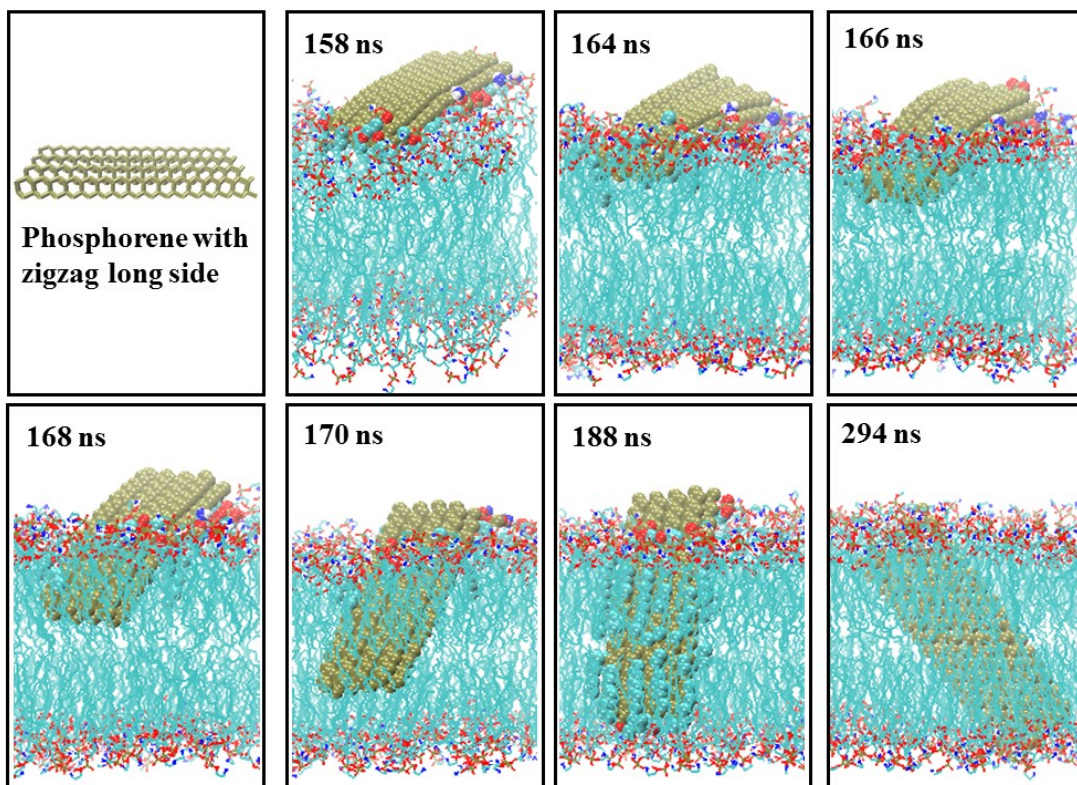 Phosphorene with
zigzag long side
158 ns
164 ns
166 ns
168 ns
170 ns
188 ns
294 ns